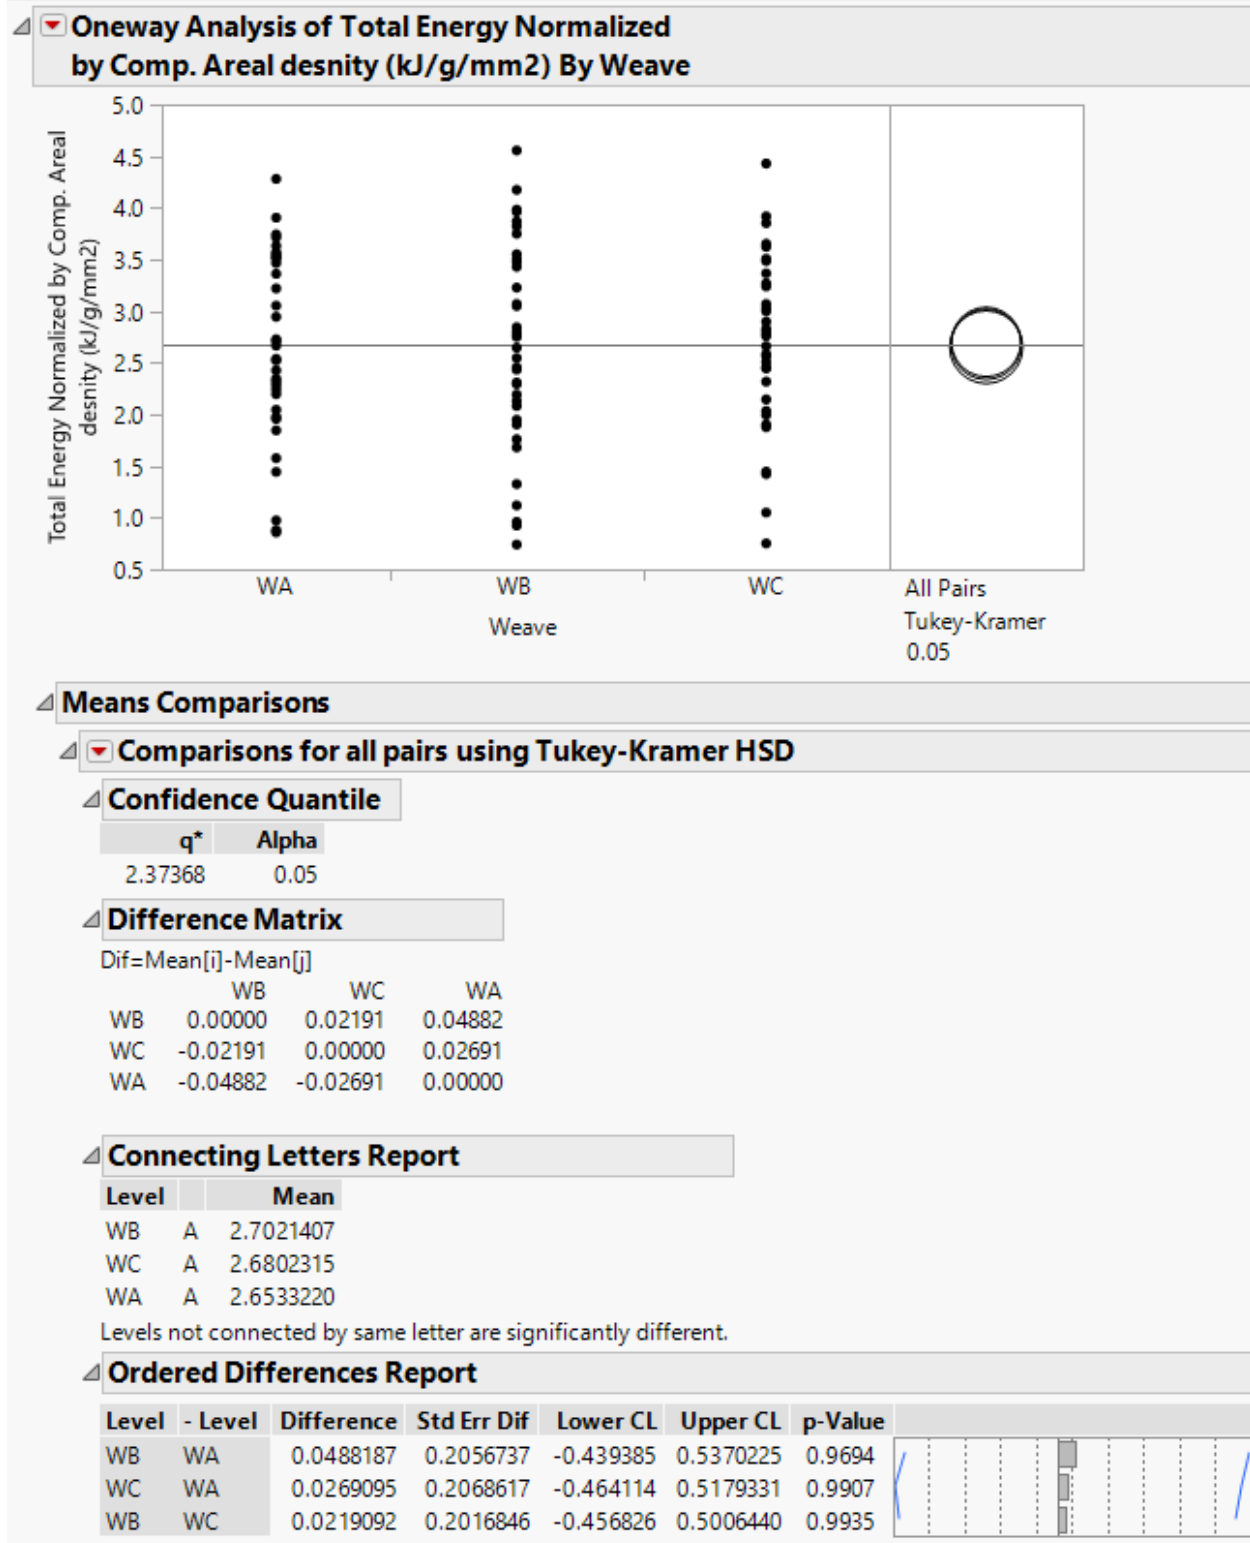 Oneway Analysis of Total Energy Normalized
by Comp. Areal desnity (kJ/g/mm2) By Weave
Total Energy Normalized by Comp. Areal
desnity (kJ/g/mm2)
5.0
4.5
4.0
3.5
3.0
2.5
2.0
1.5
1.0
0.5
WA WB WC
Weave
All Pairs
Tukey-Kramer
0.05
Means Comparisons
Comparisons for all pairs using Tukey-Kramer HSD
Confidence Quantile
q* Alpha
2.37368 0.05
Difference Matrix
Dif=Mean[i]-Mean[j]
WB WC WA
WB 0.00000 0.02191 0.04882
WC -0.02191 0.00000 0.02691
WA -0.04882 -0.02691 0.00000
Connecting Letters Report
Level Mean
WB A 2.7021407
WC A 2.6802315
WA A 2.6533220
Levels not connected by same letter are significantly different.
Ordered Differences Report
Level - Level Difference Std Err Dif Lower CL Upper CL p-Value
WB WA 0.0488187 0.2056737 -0.439385 0.5370225 0.9694
WC WA 0.0269095 0.2068617 -0.464114 0.5179331 0.9907
WB WC 0.0219092 0.2016846 -0.456826 0.5006440 0.9935